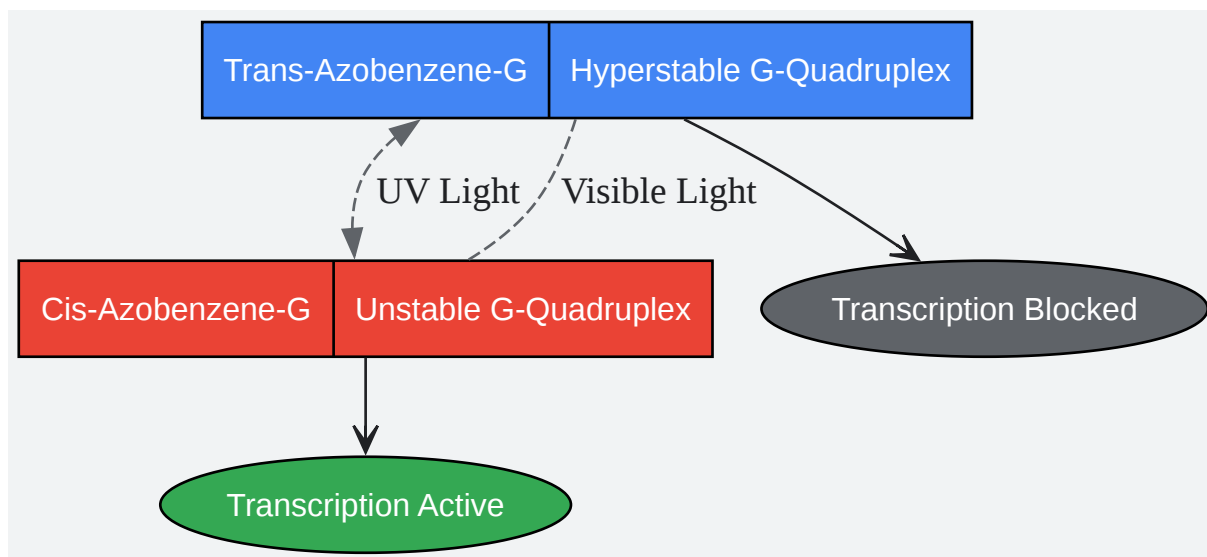 Trans-Azobenzene-G
Hyperstable G-Quadruplex
UV Light
Visible Light
Cis-Azobenzene-G
Unstable G-Quadruplex
Transcription Blocked
Transcription Active